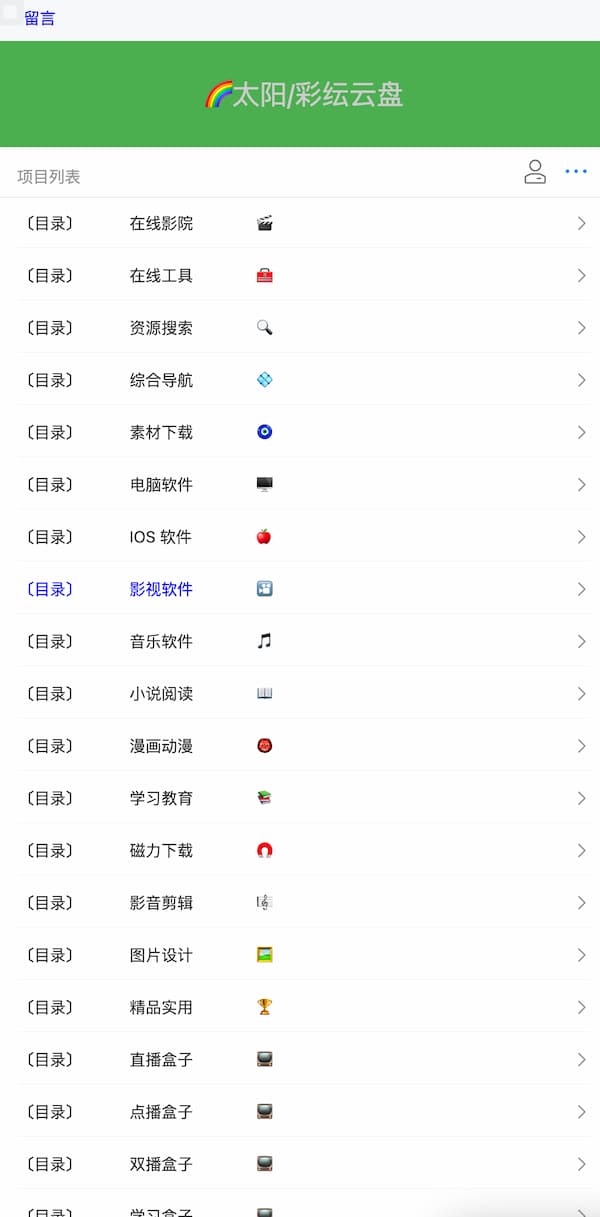 留言
🌈太阳/彩纭云盘
项目列表
〔目录〕 在线影院 🎬
〔目录〕 在线工具 🧰
〔目录〕 资源搜索 🔍
〔目录〕 综合导航 💠
〔目录〕 素材下载 🧿
〔目录〕 电脑软件 🖥️
〔目录〕 IOS 软件 🍎
〔目录〕 影视软件 🎦
〔目录〕 音乐软件 🎵
〔目录〕 小说阅读 📖
〔目录〕 漫画动漫 👹
〔目录〕 学习教育 📚
〔目录〕 磁力下载 🧲
〔目录〕 影音剪辑 🎼
〔目录〕 图片设计 🖼️
〔目录〕 精品实用 🏆
〔目录〕 直播盒子 📺
〔目录〕 点播盒子 📺
〔目录〕 双播盒子 📺
〔目录〕 学习盒子 📺